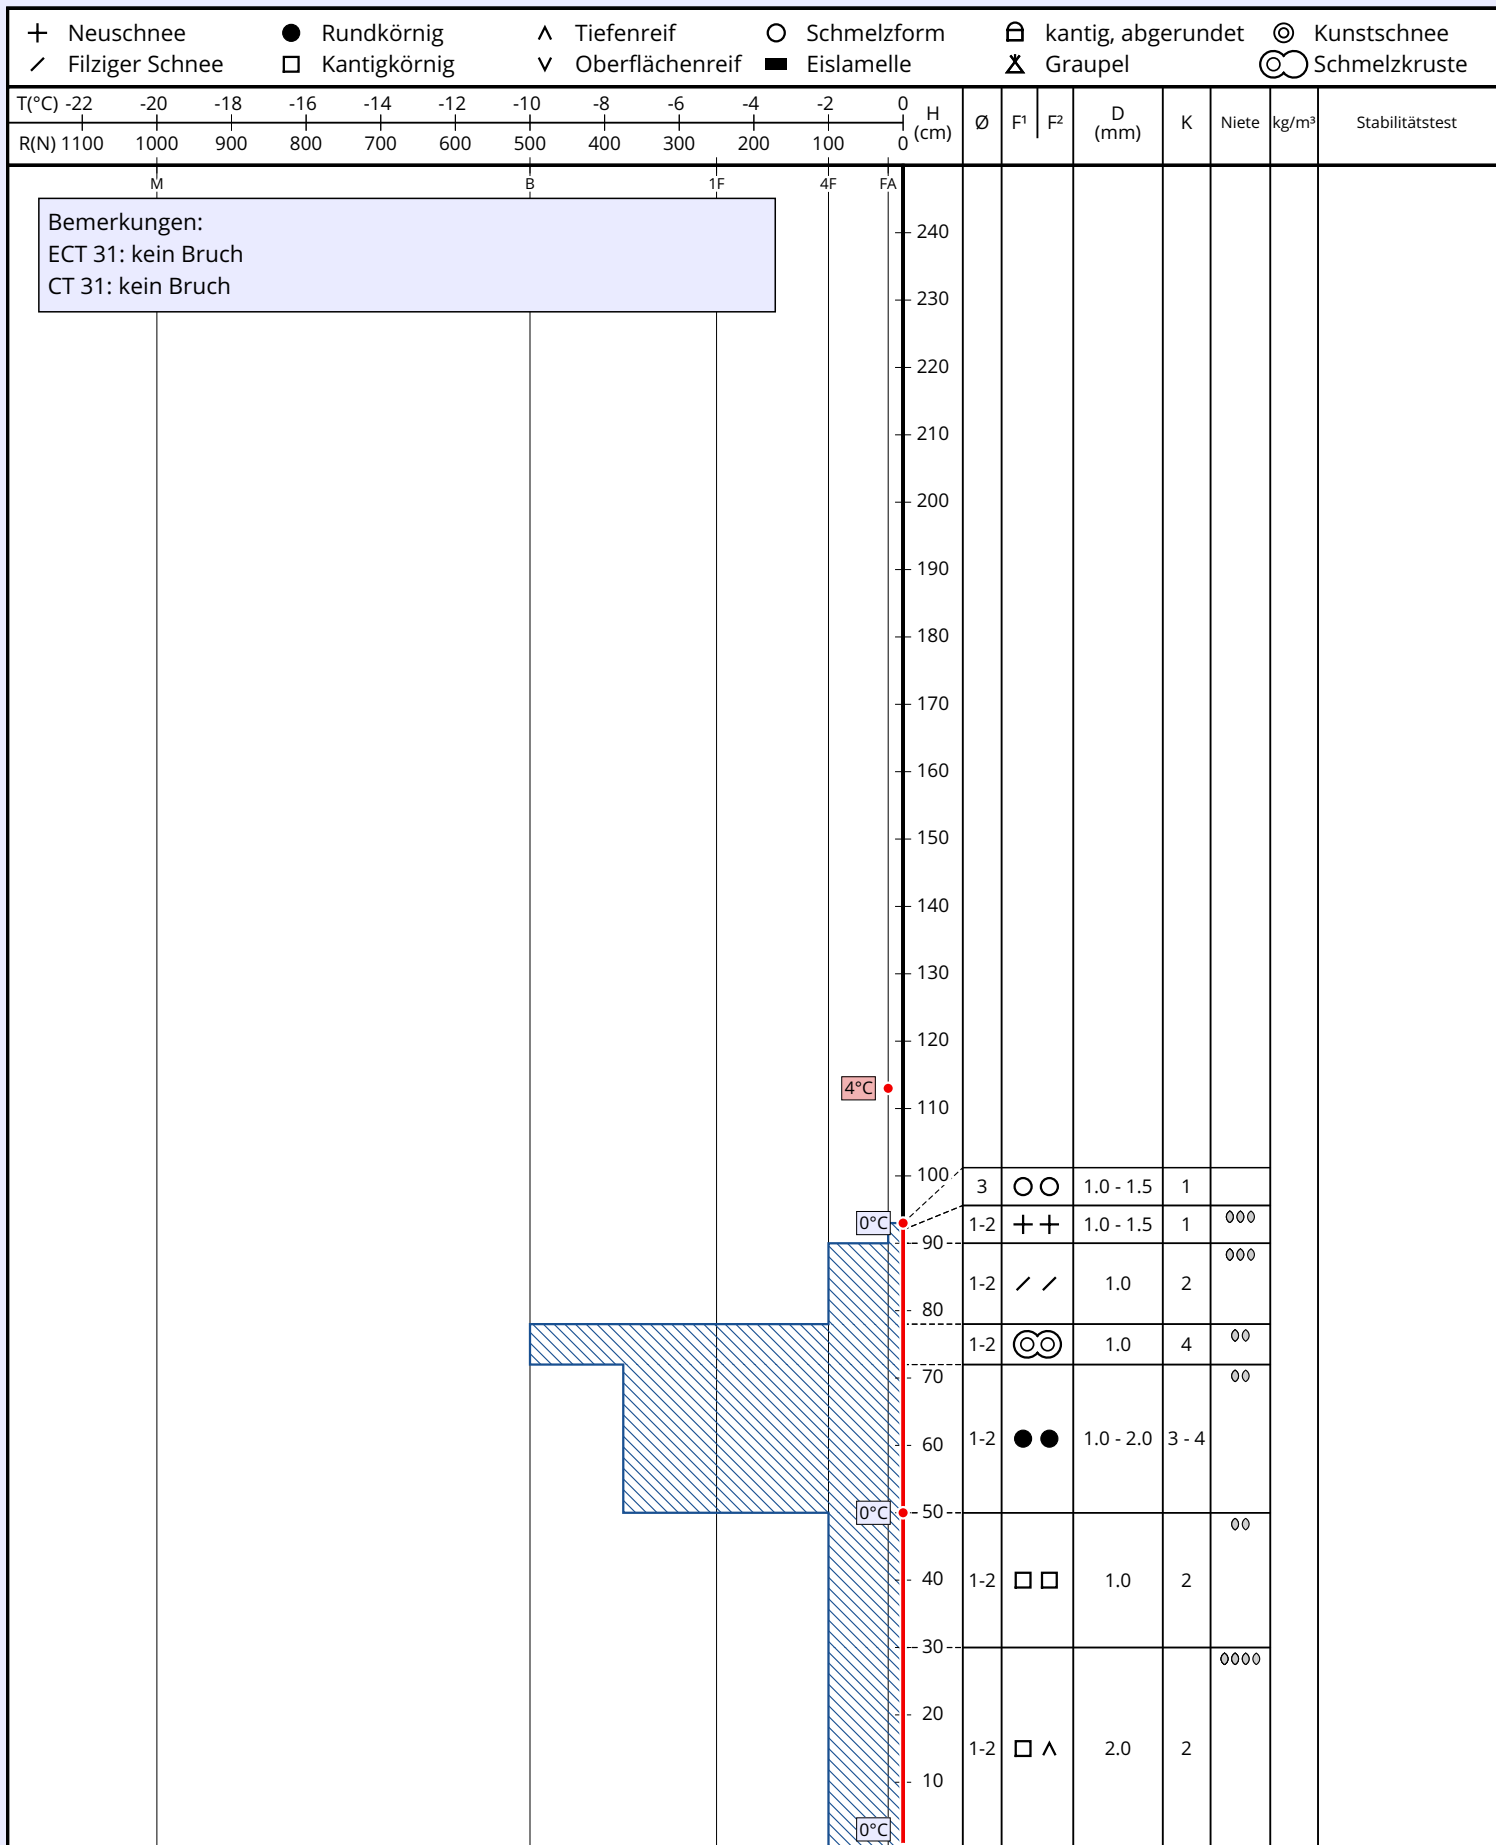 Neuschnee Rundkörnig Tiefenreif Schmelzform kantig, abgerundet Kunstschnee
Filziger Schnee Kantigkörnig Oberflächenreif Eislamelle Graupel Schmelzkruste
T(°C) -22 -20 -18 -16 -14 -12 -10 -8 -6 -4 -2 0
R(N) 1100 1000 900 800 700 600 500 400 300 200 100 0
H (cm) Ø F¹ F² D (mm) K Niete kg/m³ Stabilitätstest
M B 1F 4F FA
Bemerkungen:
ECT 31: kein Bruch
CT 31: kein Bruch
240
230
220
210
200
190
180
170
160
150
140
130
120
4°C
110
100
3 1.0 - 1.5 1
0°C 1-2 1.0 - 1.5 1
90
1-2 1.0 2
80
1-2 1.0 4
70
1-2 1.0 - 2.0 3 - 4
60
0°C 50
40 1-2 1.0 2
30
20
1-2 2.0 2
10
0°C